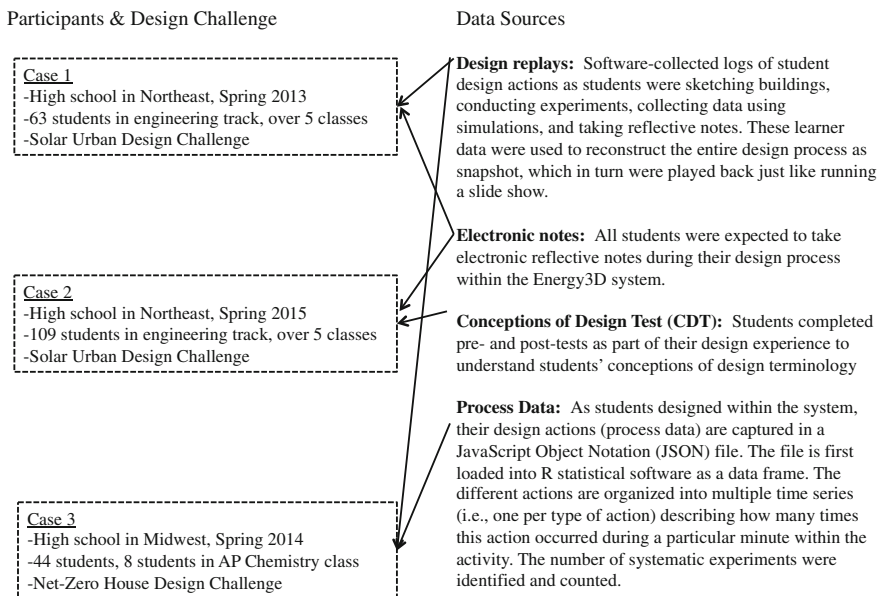 Participants & Design Challenge
Case 1
-High school in Northeast, Spring 2013
-63 students in engineering track, over 5 classes
-Solar Urban Design Challenge
Case 2
-High school in Northeast, Spring 2015
-109 students in engineering track, over 5 classes
-Solar Urban Design Challenge
Case 3
-High school in Midwest, Spring 2014
-44 students, 8 students in AP Chemistry class
-Net-Zero House Design Challenge
Data Sources
Design replays: Software-collected logs of student
design actions as students were sketching buildings,
conducting experiments, collecting data using
simulations, and taking reflective notes. These learner
data were used to reconstruct the entire design process as
snapshot, which in turn were played back just like running
a slide show.
Electronic notes: All students were expected to take
electronic reflective notes during their design process
within the Energy3D system.
Conceptions of Design Test (CDT): Students completed
pre- and post-tests as part of their design experience to
understand students’ conceptions of design terminology
Process Data: As students designed within the system,
their design actions (process data) are captured in a
JavaScript Object Notation (JSON) file. The file is first
loaded into R statistical software as a data frame. The
different actions are organized into multiple time series
(i.e., one per type of action) describing how many times
this action occurred during a particular minute within the
activity. The number of systematic experiments were
identified and counted.